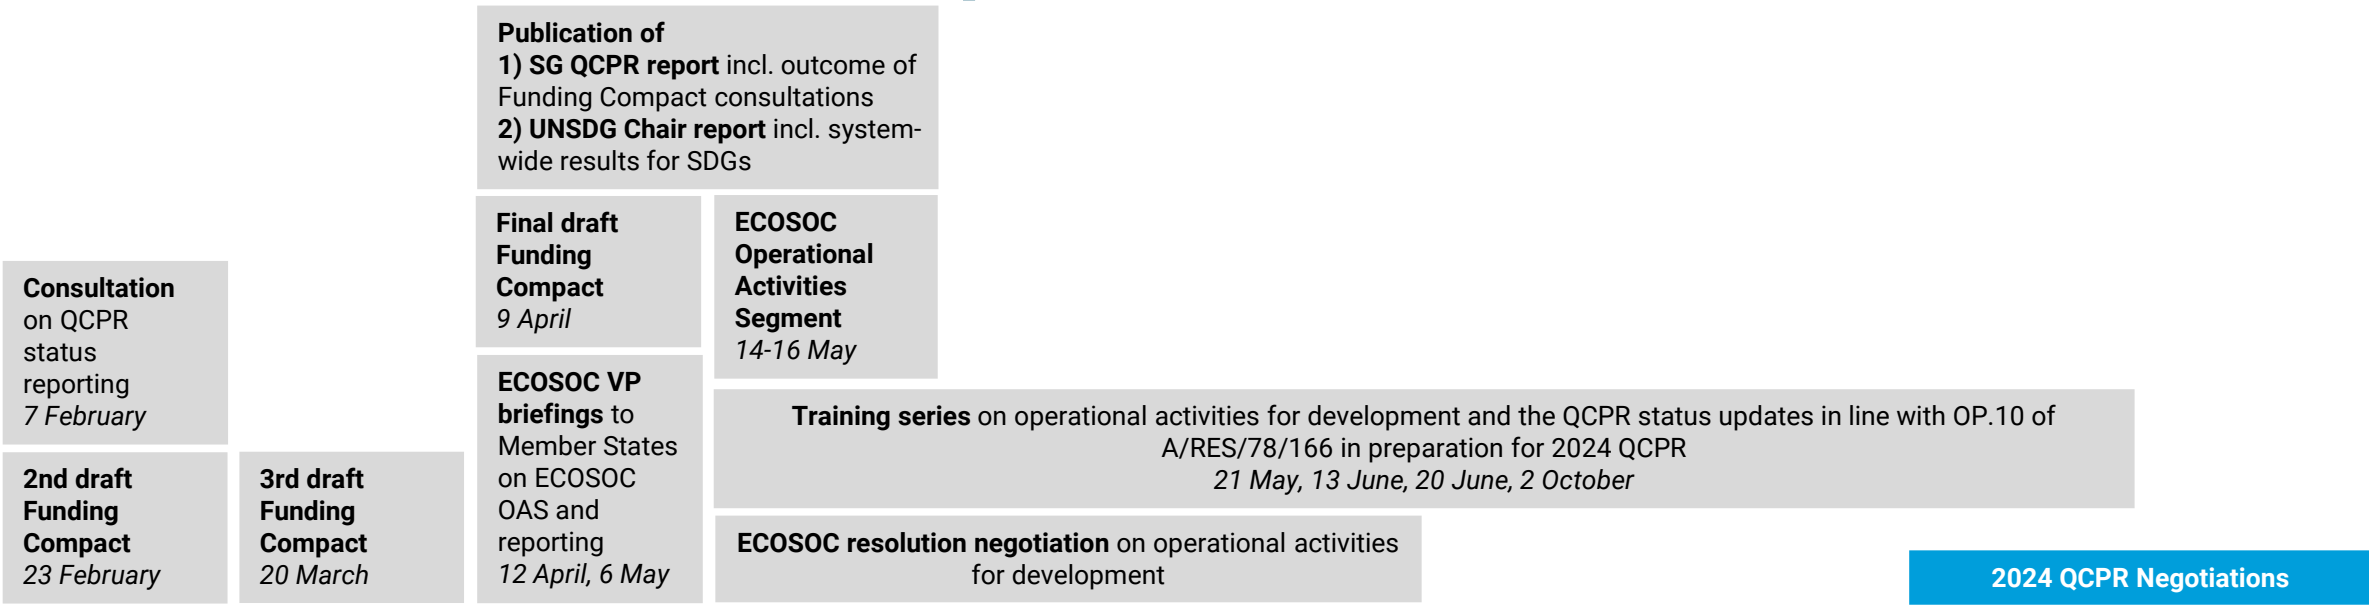 Publication of
1) SG QCPR report incl. outcome of
Funding Compact consultations
2) UNSDG Chair report incl. system-
wide results for SDGs
Final draft
Funding
Compact
9 April
ECOSOC
Operational
Activities
Segment
14-16 May
Consultation
on QCPR
status
reporting
7 February
ECOSOC VP
briefings to
Member States
on ECOSOC
OAS and
reporting
12 April, 6 May
Training series on operational activities for development and the QCPR status updates in line with OP.10 of
A/RES/78/166 in preparation for 2024 QCPR
21 May, 13 June, 20 June, 2 October
2nd draft
Funding
Compact
23 February
3rd draft
Funding
Compact
20 March
ECOSOC resolution negotiation on operational activities
for development
2024 QCPR Negotiations